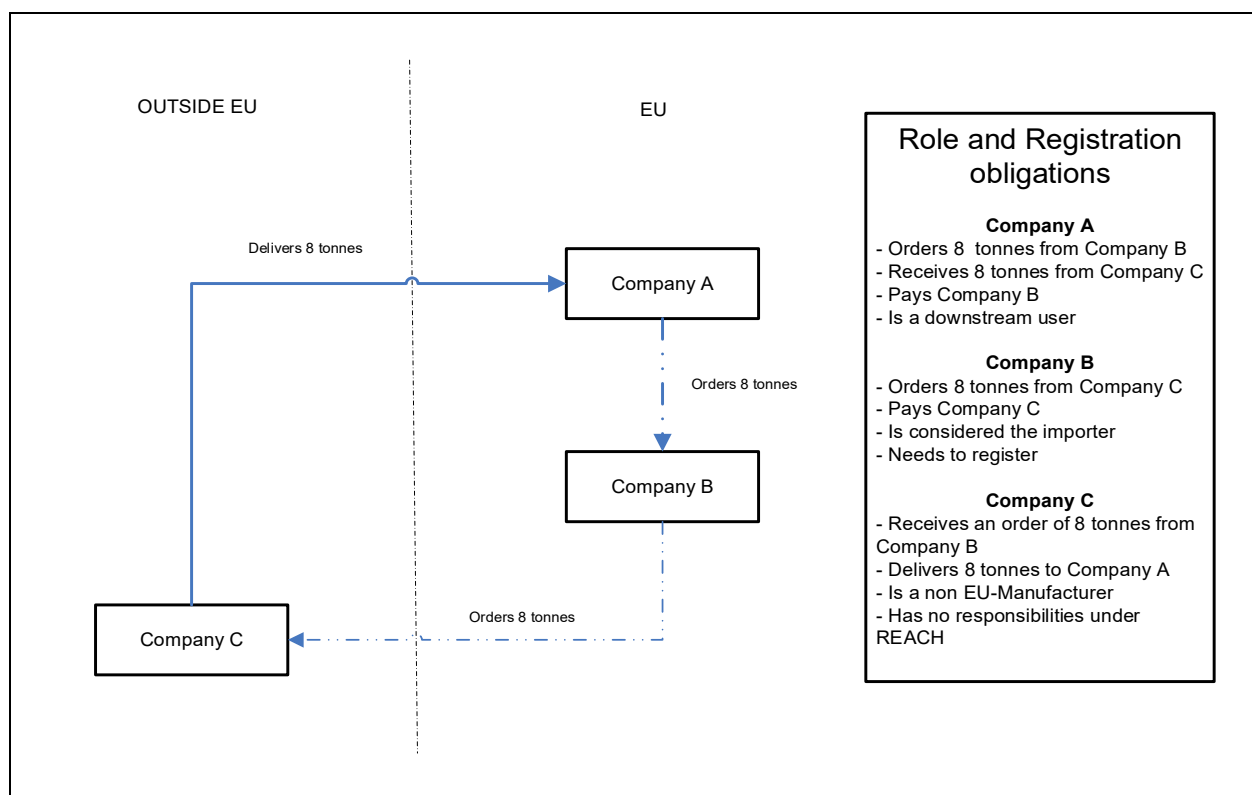 OUTSIDE EU
EU
Delivers 8 tonnes
Company A
Orders 8 tonnes
Company B
Orders 8 tonnes
Company C
Role and Registration
obligations
Company A
- Orders 8  tonnes from Company B
- Receives 8 tonnes from Company C
- Pays Company B
- Is a downstream user
Company B
- Orders 8 tonnes from Company C
- Pays Company C
- Is considered the importer
- Needs to register
Company C
- Receives an order of 8 tonnes from
Company B
- Delivers 8 tonnes to Company A
- Is a non EU-Manufacturer
- Has no responsibilities under
REACH